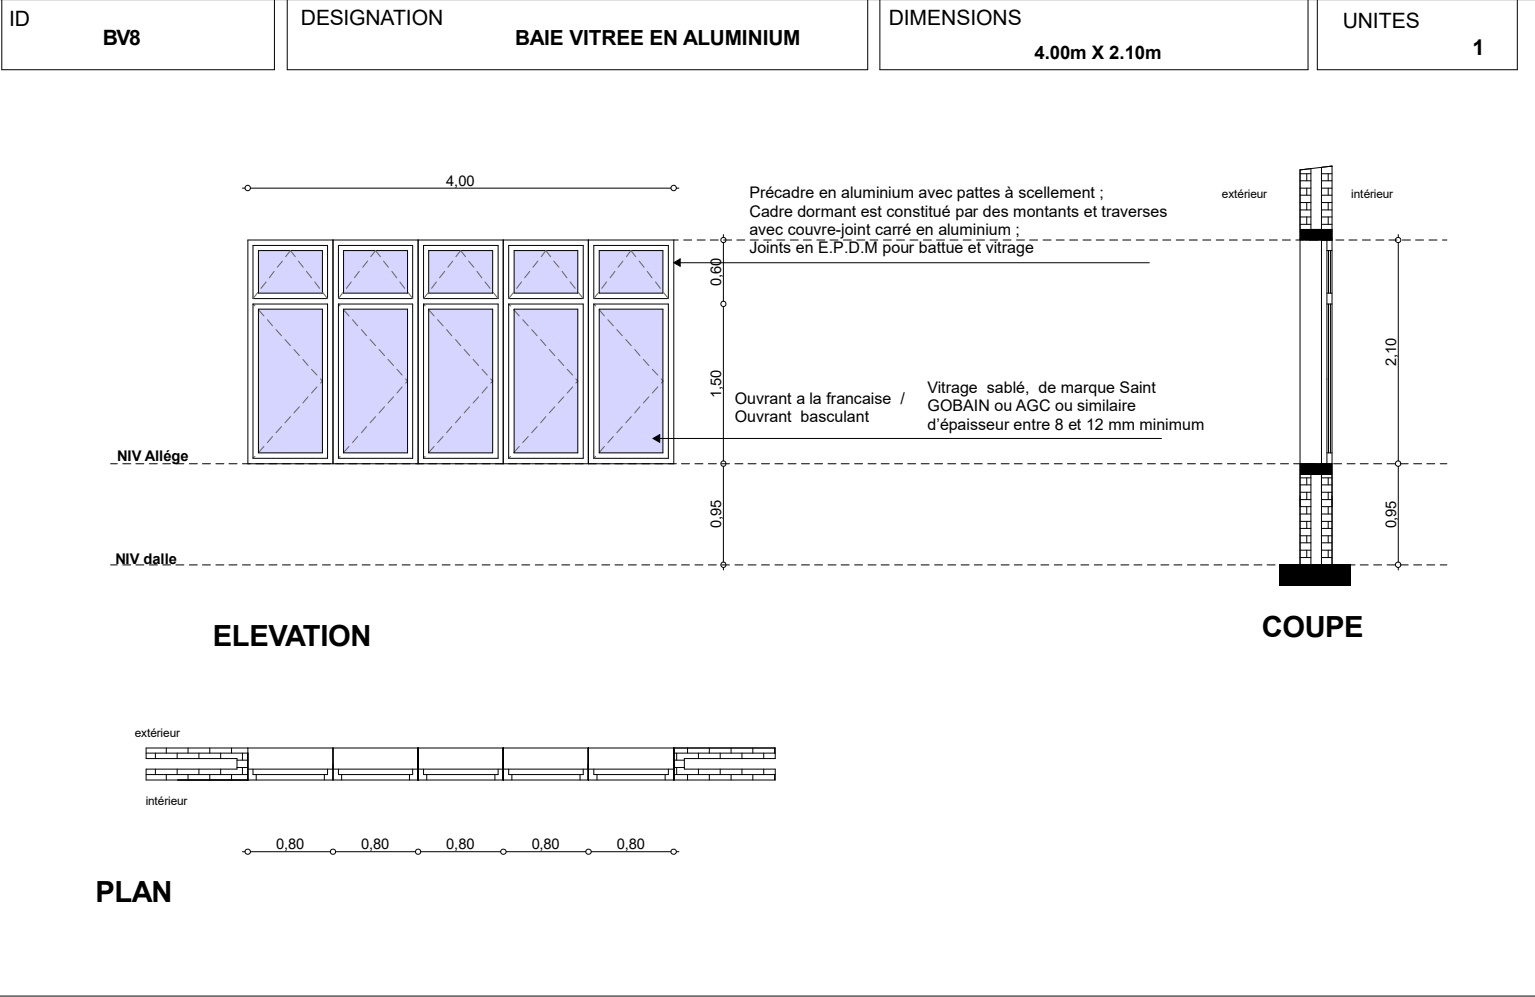 ID
BV8
DESIGNATION
BAIE VITREE EN ALUMINIUM
DIMENSIONS
4.00m X 2.10m
UNITES
1
4,00
Précadre en aluminium avec pattes à scellement ;
Cadre dormant est constitué par des montants et traverses
avec couvre-joint carré en aluminium ;
Joints en E.P.D.M pour battue et vitrage
extérieur
intérieur
0,60
1,50
2,10
Ouvrant a la francaise /
Ouvrant basculant
Vitrage sablé, de marque Saint
GOBAIN ou AGC ou similaire
d'épaisseur entre 8 et 12 mm minimum
NIV Allége
0,95
0,95
NIV dalle
ELEVATION
COUPE
extérieur
intérieur
0,80
0,80
0,80
0,80
0,80
PLAN